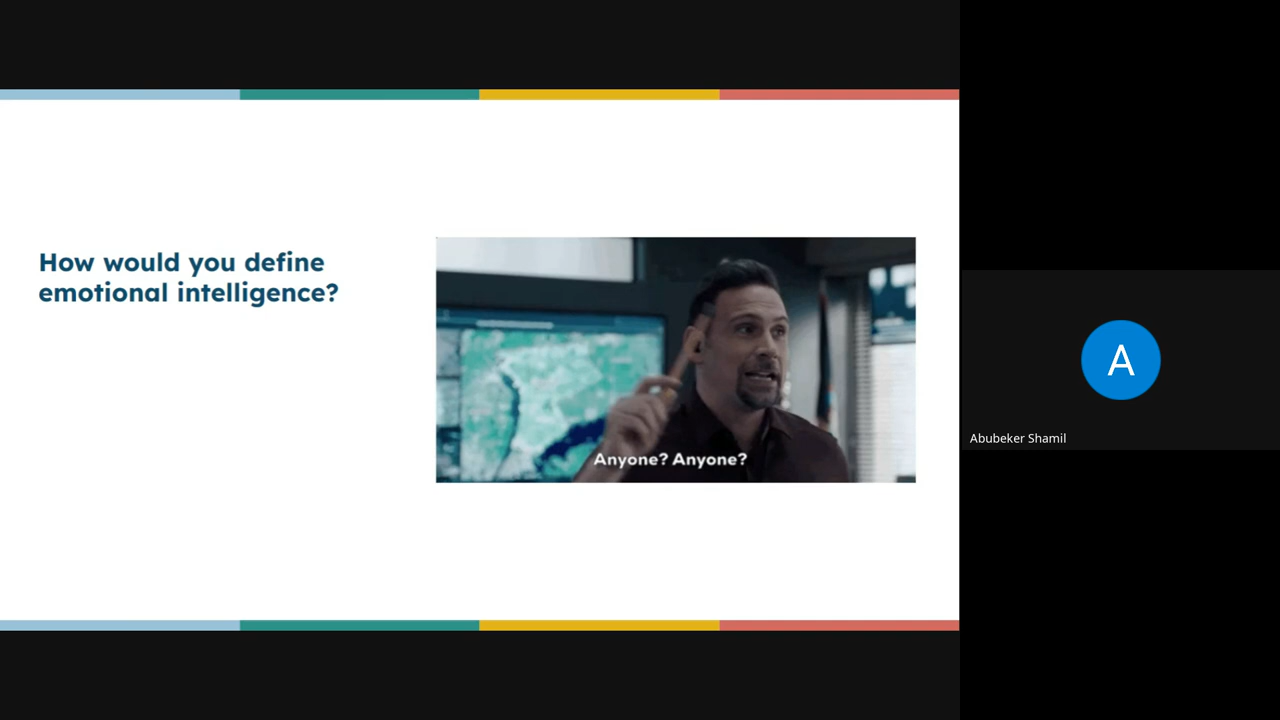 How would you define
emotional intelligence?
Anyone? Anyone?
A
Abubeker Shamil